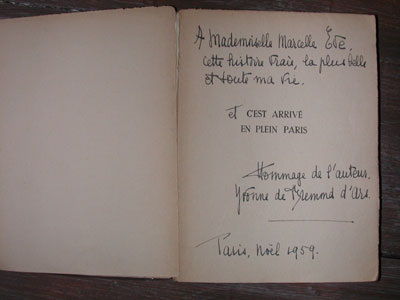 A Mademoiselle Marcelle Ève,
cette histoire vraie, la plus belle
et toute ma vie.
et C'EST ARRIVÉ
EN PLEIN PARIS
Hommage de l'auteur.
Yvonne de Bremond d'Ars.
Paris, Noël 1959.